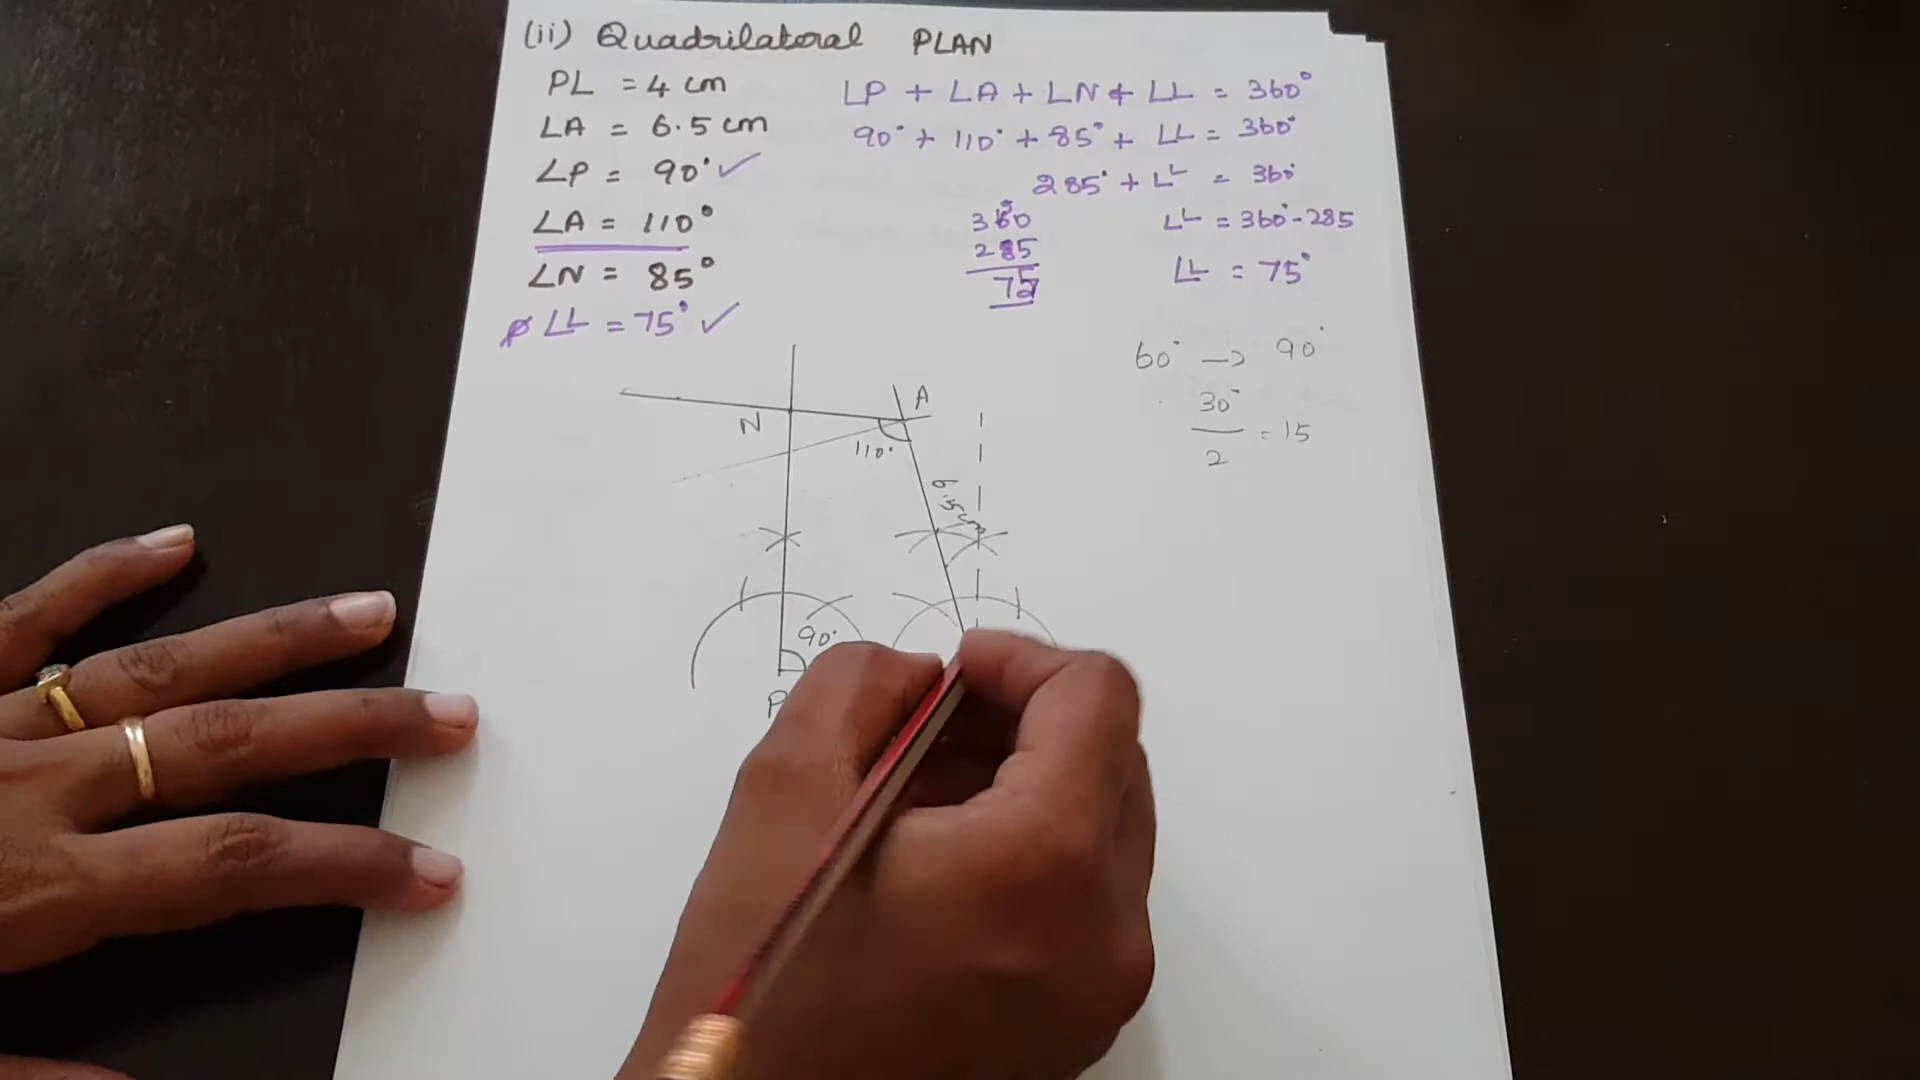 (ii) Quadrilateral PLAN
PL = 4 cm
LA = 6.5 cm
∠P = 90° ✓
∠A = 110°
∠N = 85°
∠L = 75° ✓
∠P + ∠A + ∠N + ∠L = 360°
90° + 110° + 85° + ∠L = 360°
285° + ∠L = 360°
∠L = 360° - 285
∠L = 75°
360
285
75
60° → 90°
30°
2
= 15
A
N
110°
6.5 cm
90°
P